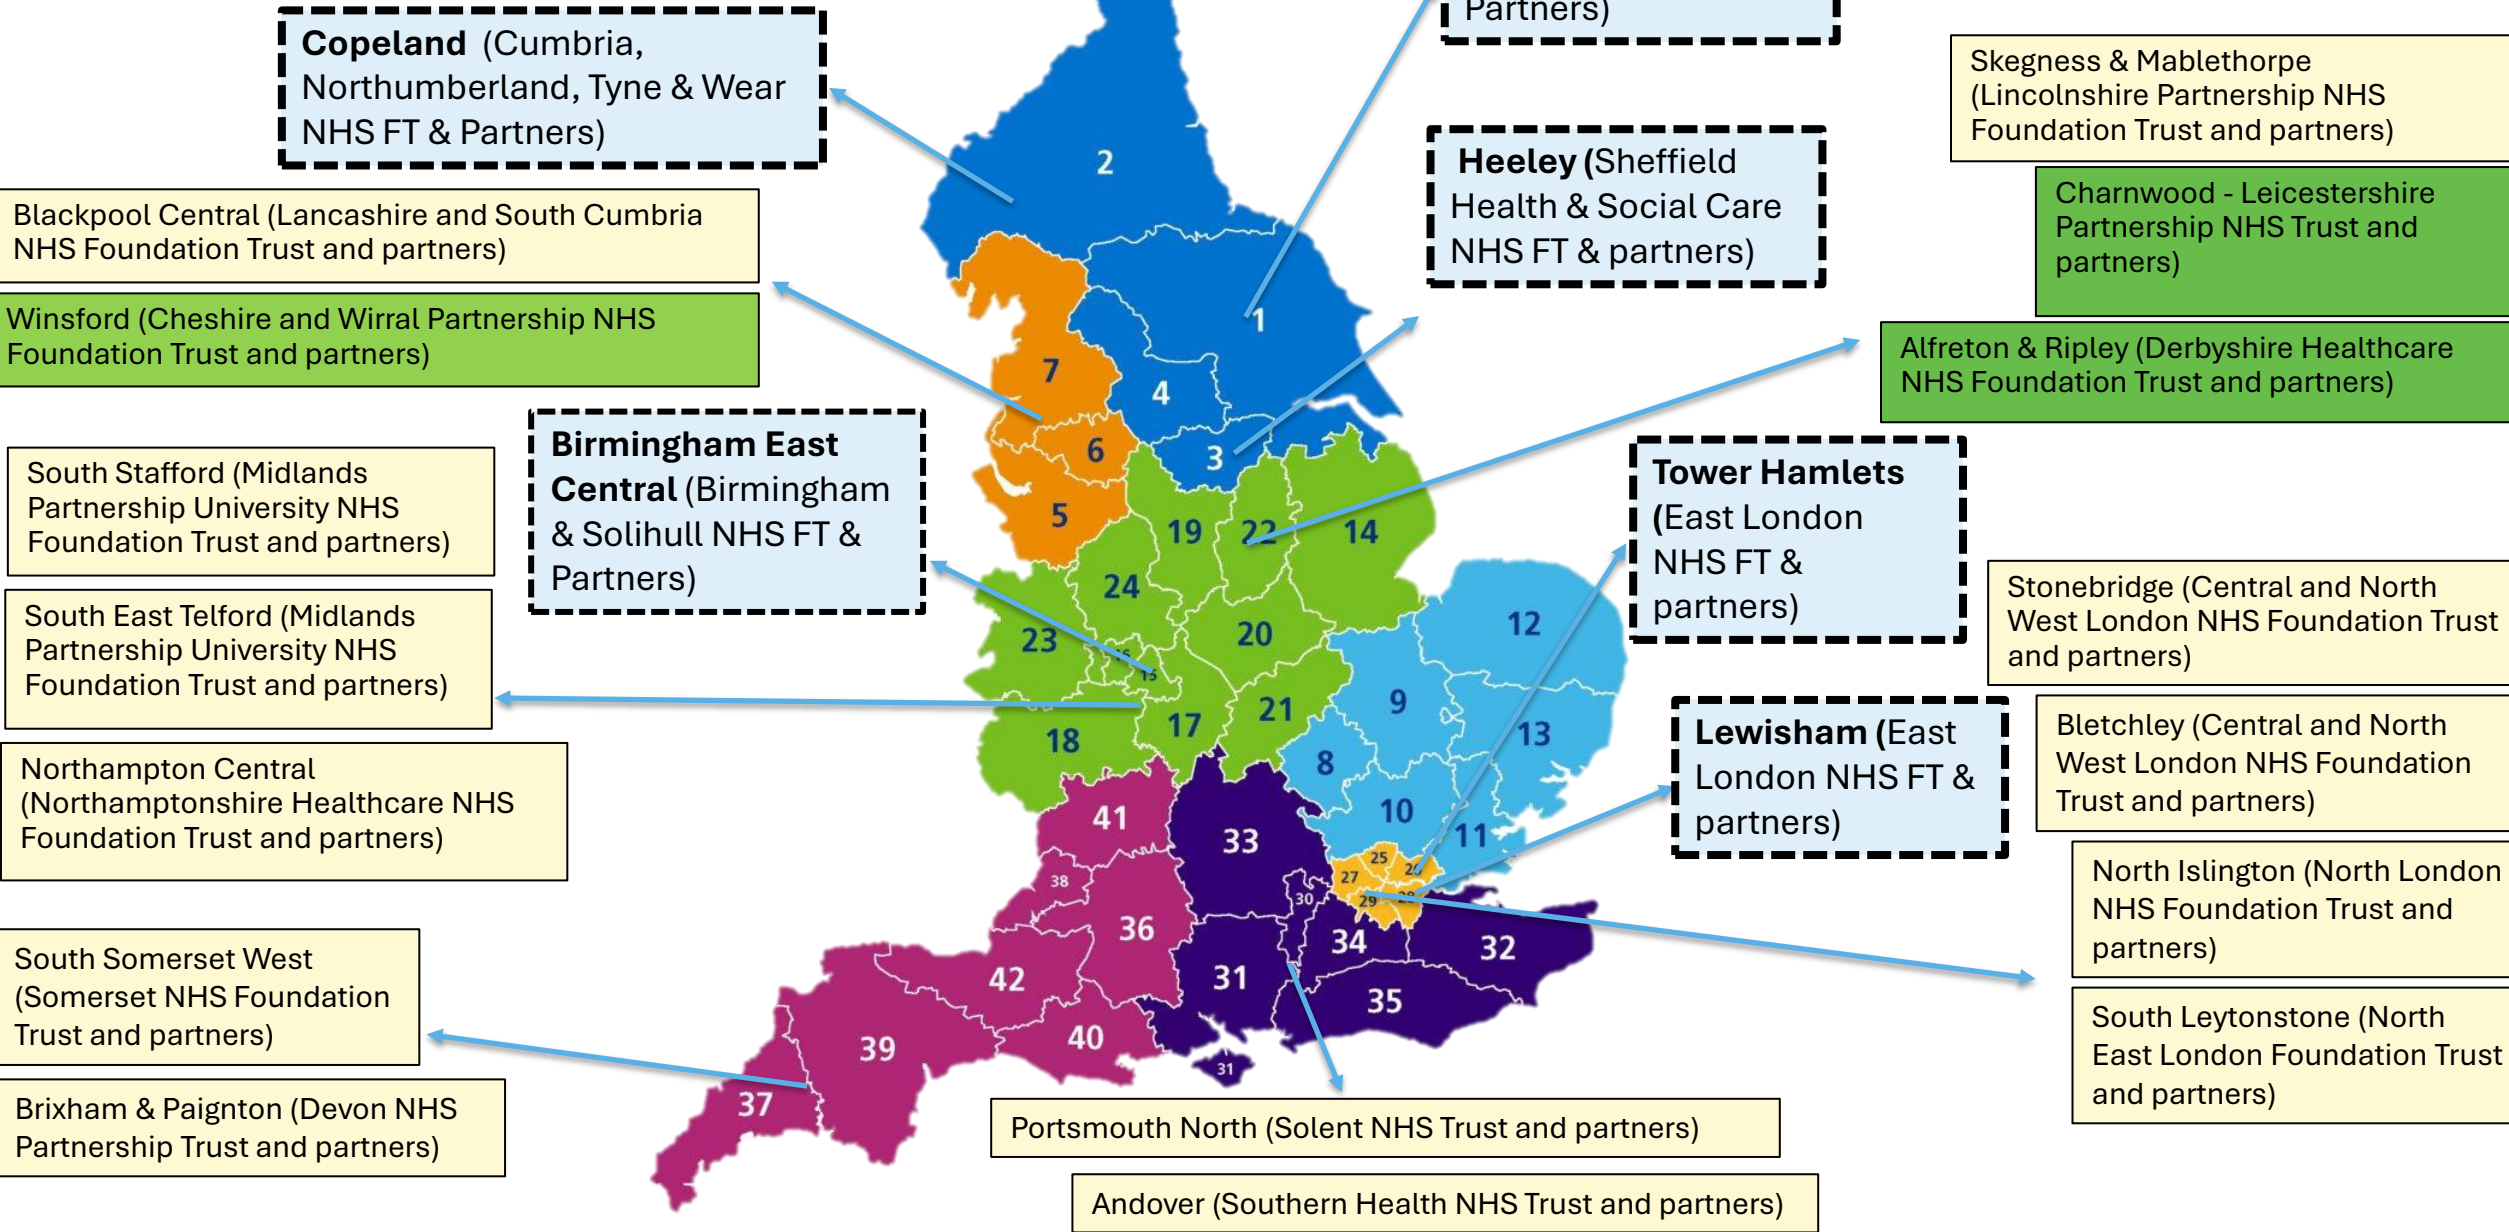 Partners)
Copeland (Cumbria,
Northumberland, Tyne & Wear
NHS FT & Partners)
Skegness & Mablethorpe
(Lincolnshire Partnership NHS
Foundation Trust and partners)
Heeley (Sheffield
Health & Social Care
NHS FT & partners)
Charnwood - Leicestershire
Partnership NHS Trust and
partners)
Blackpool Central (Lancashire and South Cumbria
NHS Foundation Trust and partners)
Winsford (Cheshire and Wirral Partnership NHS
Foundation Trust and partners)
Alfreton & Ripley (Derbyshire Healthcare
NHS Foundation Trust and partners)
Birmingham East
Central (Birmingham
& Solihull NHS FT &
Partners)
South Stafford (Midlands
Partnership University NHS
Foundation Trust and partners)
Tower Hamlets
(East London
NHS FT &
partners)
South East Telford (Midlands
Partnership University NHS
Foundation Trust and partners)
Stonebridge (Central and North
West London NHS Foundation Trust
and partners)
Lewisham (East
London NHS FT &
partners)
Bletchley (Central and North
West London NHS Foundation
Trust and partners)
Northampton Central
(Northamptonshire Healthcare NHS
Foundation Trust and partners)
North Islington (North London
NHS Foundation Trust and
partners)
South Somerset West
(Somerset NHS Foundation
Trust and partners)
South Leytonstone (North
East London Foundation Trust
and partners)
Brixham & Paignton (Devon NHS
Partnership Trust and partners)
Portsmouth North (Solent NHS Trust and partners)
Andover (Southern Health NHS Trust and partners)
2
1
7
4
6
3
5
19
22
14
24
12
20
23
16
15
9
21
17
13
18
8
10
41
11
33
25
26
27
38
28
30
29
36
34
32
42
31
35
40
39
31
37